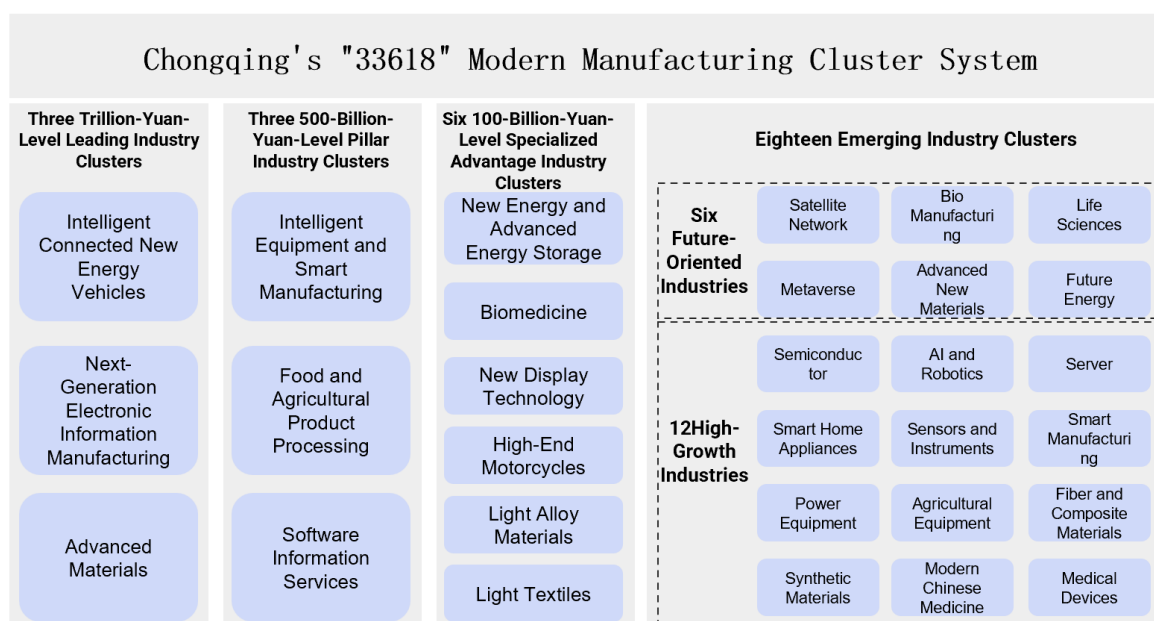 Chongqing's "33618" Modern Manufacturing Cluster System
Three Trillion-Yuan-
Level Leading Industry
Clusters
Intelligent
Connected New
Energy
Vehicles
Next-
Generation
Electronic
Information
Manufacturing
Advanced
Materials
Three 500-Billion-
Yuan-Level Pillar
Industry Clusters
Intelligent
Equipment and
Smart
Manufacturing
Food and
Agricultural
Product
Processing
Software
Information
Services
Six 100-Billion-Yuan-
Level Specialized
Advantage Industry
Clusters
New Energy and
Advanced
Energy Storage
Biomedicine
New Display
Technology
High-End
Motorcycles
Light Alloy
Materials
Light Textiles
Eighteen Emerging Industry Clusters
Six
Future-
Oriented
Industries
Satellite
Network
Bio
Manufacturi
ng
Life
Sciences
Metaverse
Advanced
New
Materials
Future
Energy
12High-
Growth
Industries
Semiconduc
tor
AI and
Robotics
Server
Smart Home
Appliances
Sensors and
Instruments
Smart
Manufacturi
ng
Power
Equipment
Agricultural
Equipment
Fiber and
Composite
Materials
Synthetic
Materials
Modern
Chinese
Medicine
Medical
Devices